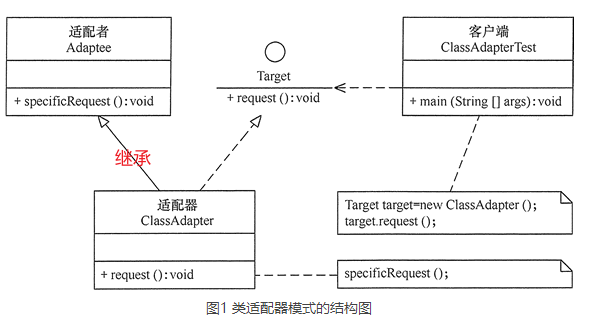 适配者
Adaptee
+ specificRequest ():void
Target
+ request ():void
客户端
ClassAdapterTest
+ main (String [] args):void
继承
适配器
ClassAdapter
+ request ():void
Target target=new ClassAdapter ();
target.request ();
specificRequest ();
图1 类适配器模式的结构图